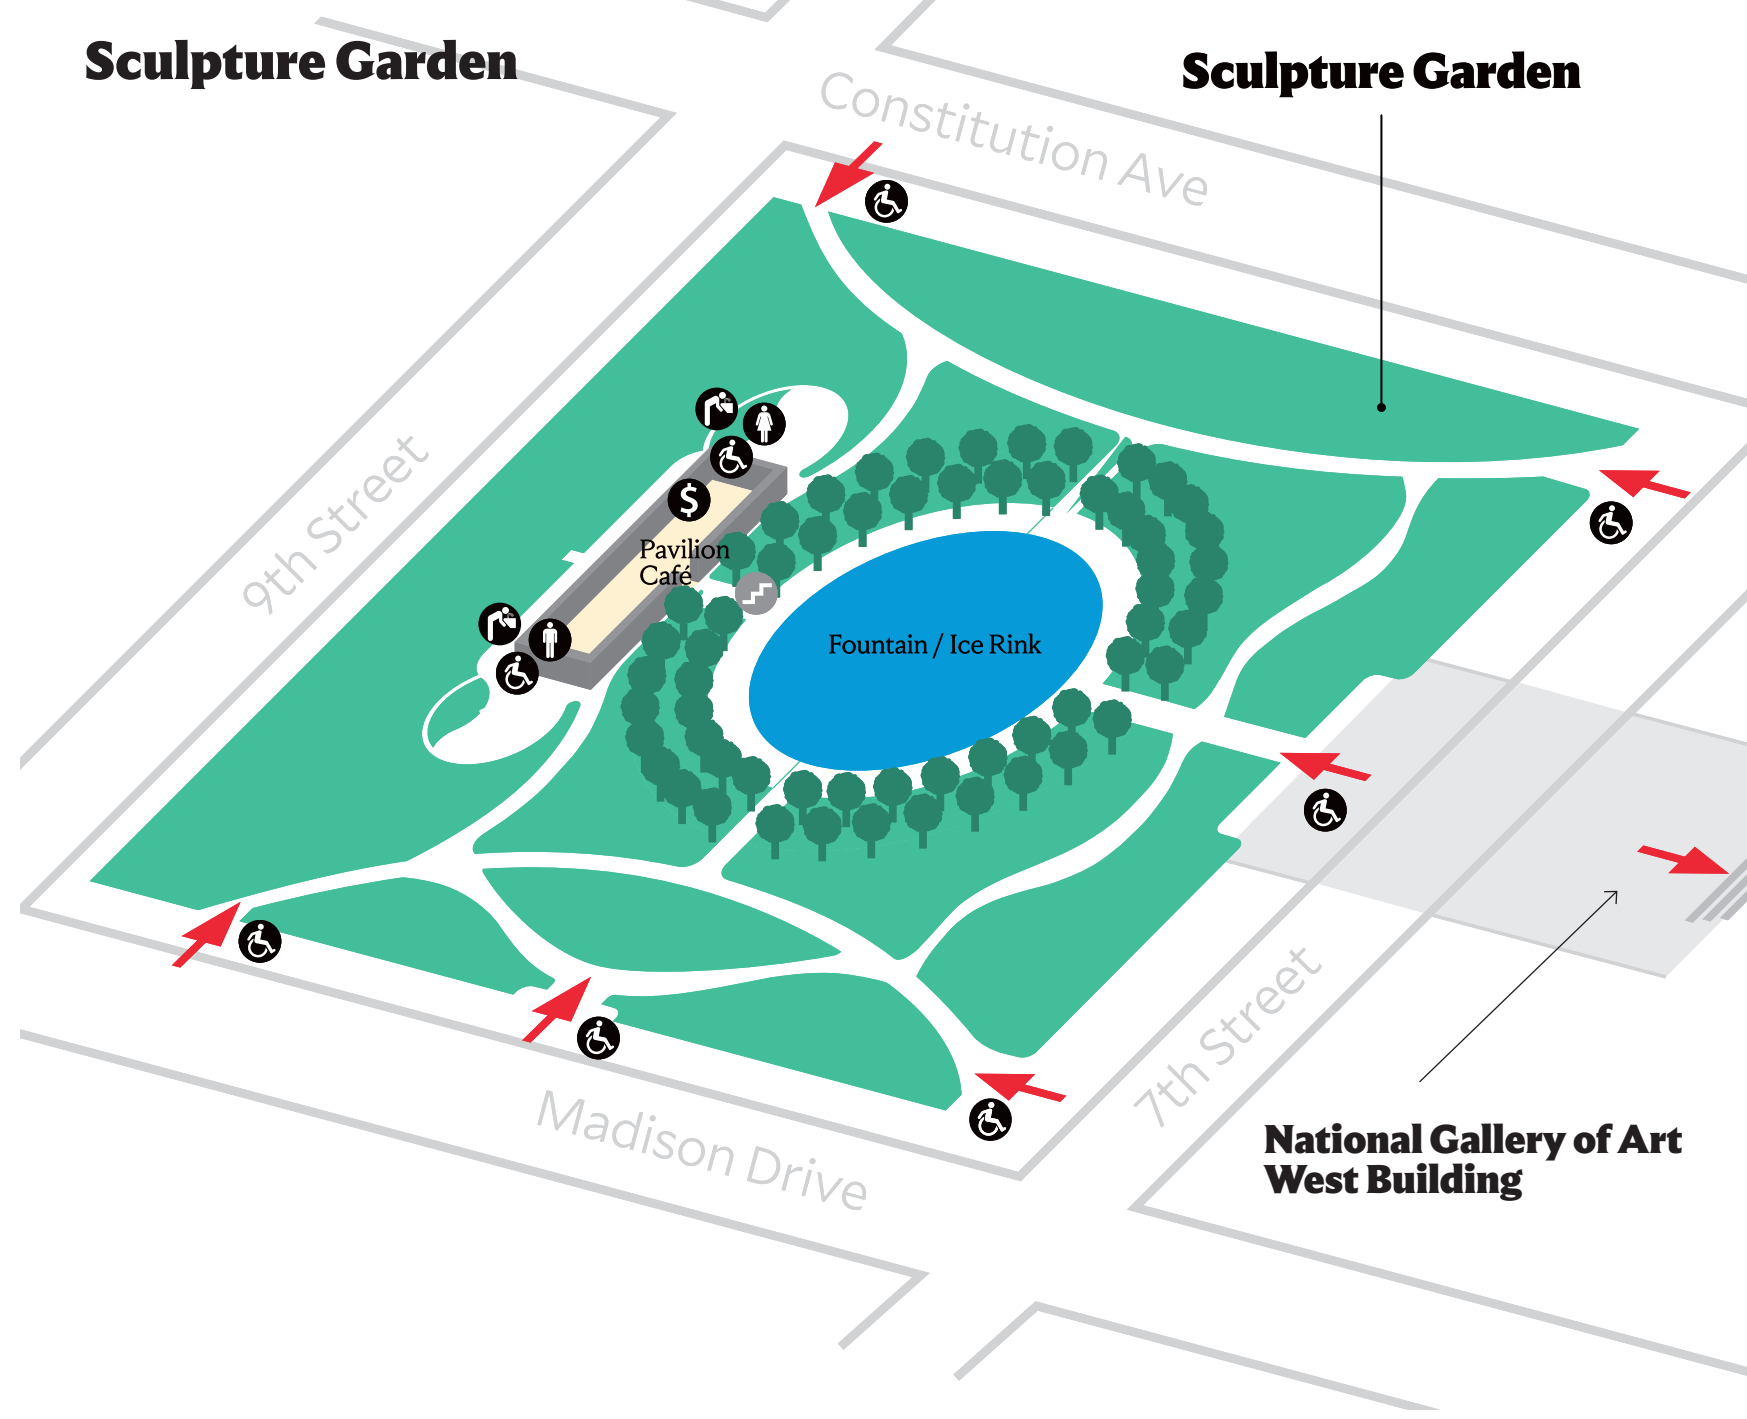 Sculpture Garden
Sculpture Garden
Constitution Ave
9th Street
$
Pavilion
Café
Fountain / Ice Rink
7th Street
Madison Drive
National Gallery of Art
West Building